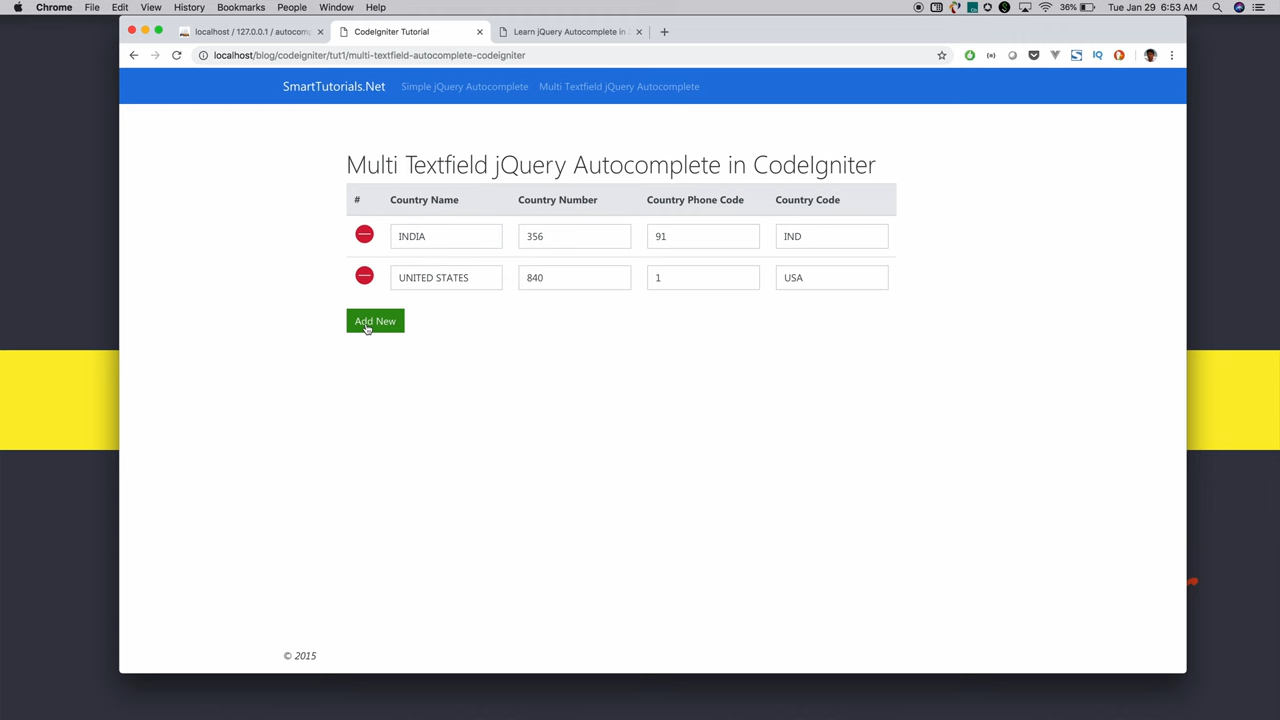 Chrome File Edit View History Bookmarks People Window Help 36% Tue Jan 29 6:53 AM
localhost / 127.0.0.1 / autocom CodeIgniter Tutorial Learn jQuery Autocomplete in
localhost/blog/codeigniter/tut1/multi-textfield-autocomplete-codeigniter
SmartTutorials.Net Simple jQuery Autocomplete Multi Textfield jQuery Autocomplete
Multi Textfield jQuery Autocomplete in CodeIgniter
# Country Name Country Number Country Phone Code Country Code
INDIA 356 91 IND
UNITED STATES 840 1 USA
Add New
© 2015